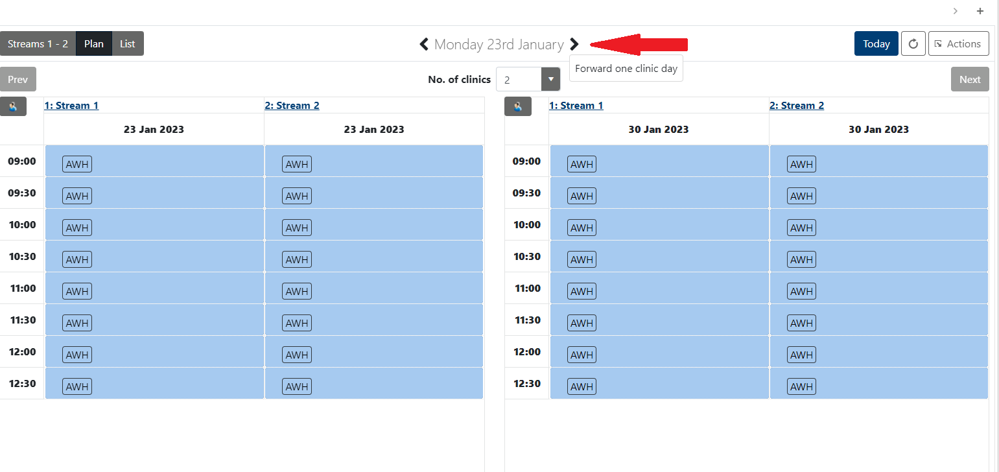 Streams 1 - 2 Plan List Monday 23rd January Today Actions
Forward one clinic day
Prev No. of clinics 2 Next
1: Stream 1 2: Stream 2 1: Stream 1 2: Stream 2
23 Jan 2023 23 Jan 2023 30 Jan 2023 30 Jan 2023
09:00 AWH AWH 09:00 AWH AWH
09:30 AWH AWH 09:30 AWH AWH
10:00 AWH AWH 10:00 AWH AWH
10:30 AWH AWH 10:30 AWH AWH
11:00 AWH AWH 11:00 AWH AWH
11:30 AWH AWH 11:30 AWH AWH
12:00 AWH AWH 12:00 AWH AWH
12:30 AWH AWH 12:30 AWH AWH